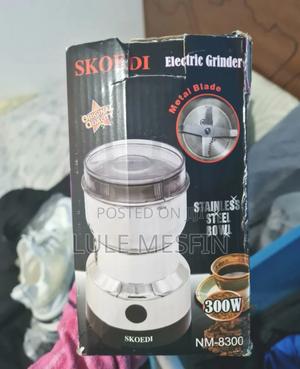 SKOEDI Electric Grinder
Metal Blade
ORIGINAL
QUALITY
STAINLESS
STEEL
BOWL
POSTED ON
LULE MESFIN
300W
SKOEDI
NM-8300